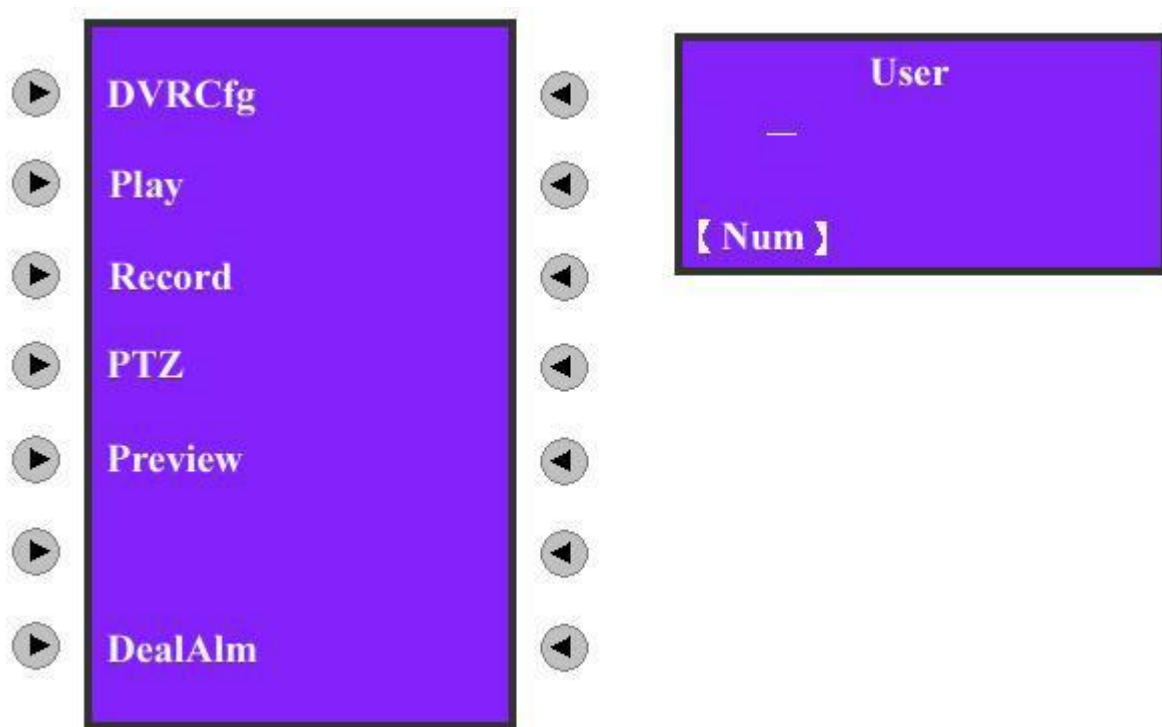 DVRCfg
Play
Record
PTZ
Preview
DealAlm
User
_
【Num】